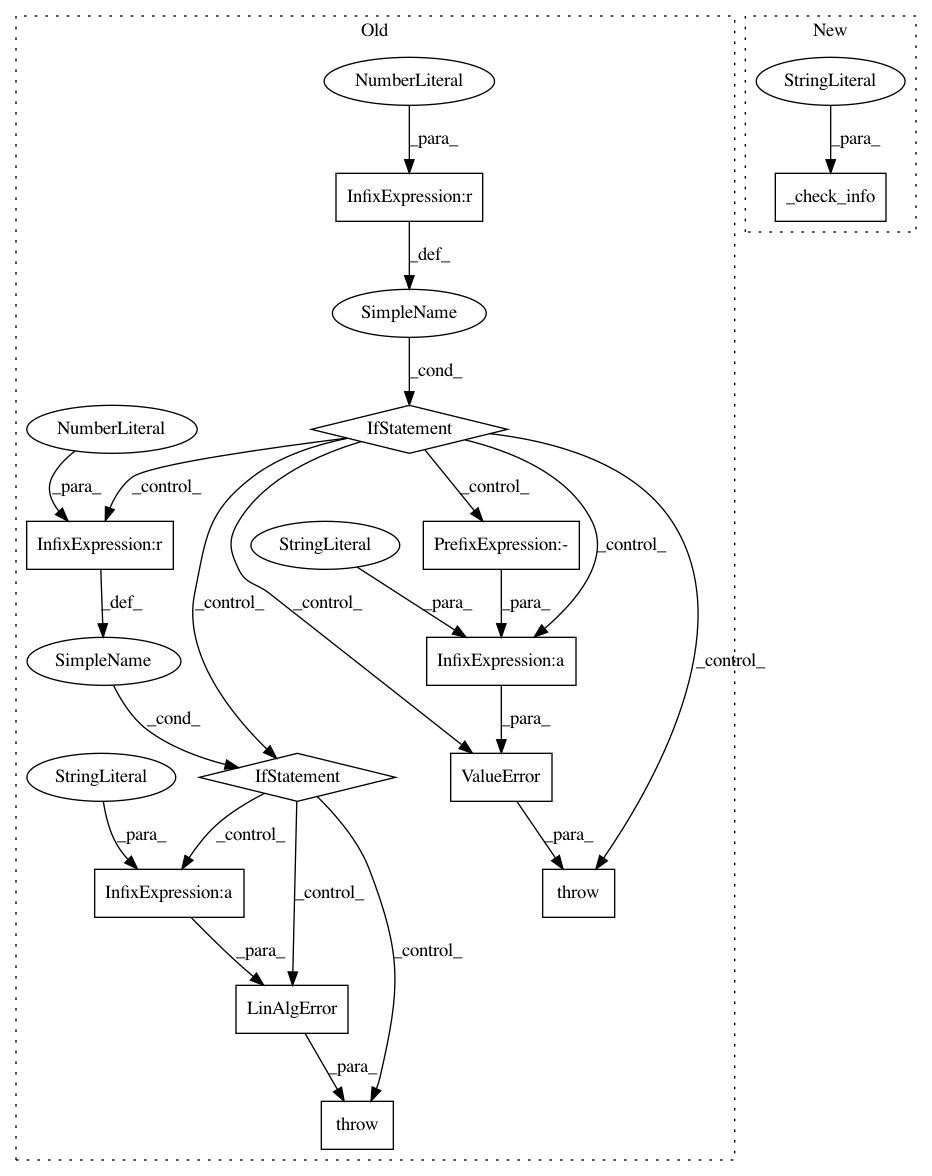 Old
New
NumberLiteral
StringLiteral
_para_
_para_
InfixExpression:r
_check_info
_def_
SimpleName
_cond_
NumberLiteral
IfStatement
_para_
_control_
_control_
StringLiteral
InfixExpression:r
PrefixExpression:-
_control_
_def_
_control_
_control_
_para_
_para_
SimpleName
InfixExpression:a
_control_
_cond_
_para_
StringLiteral
IfStatement
ValueError
_para_
_control_
_para_
InfixExpression:a
_control_
throw
_para_
_control_
LinAlgError
_para_
throw